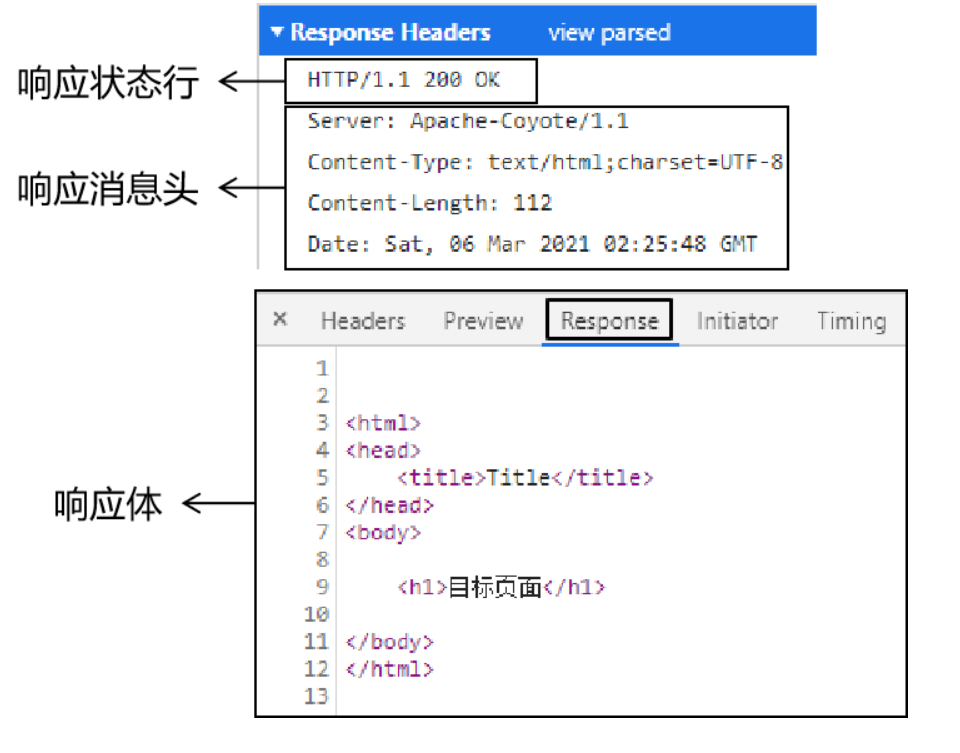 ▼ Response Headers view parsed
响应状态行
HTTP/1.1 200 OK
Server: Apache-Coyote/1.1
Content-Type: text/html;charset=UTF-8
响应消息头
Content-Length: 112
Date: Sat, 06 Mar 2021 02:25:48 GMT
× Headers Preview Response Initiator Timing
1
2
3 <html>
4 <head>
5 <title>Title</title>
6 </head>
响应体
7 <body>
8
9 <h1>目标页面</h1>
10
11 </body>
12 </html>
13